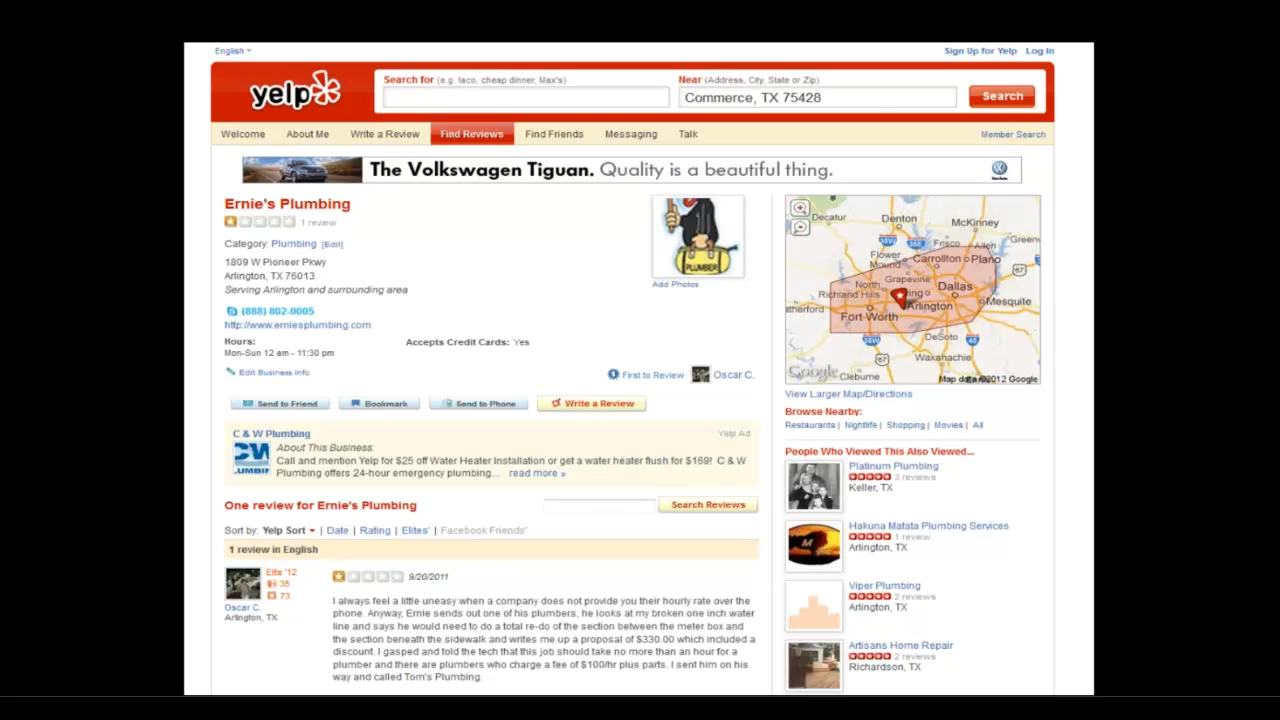 English
Sign Up for Yelp Log In
yelp
Search for (e.g. taco, cheap dinner, Max's)
Near (Address, City, State or Zip)
Commerce, TX 75428
Search
Welcome About Me Write a Review Find Reviews Find Friends Messaging Talk Member Search
The Volkswagen Tiguan. Quality is a beautiful thing.
Ernie's Plumbing
1 review
Category: Plumbing [Edit]
1809 W Pioneer Pkwy
Arlington, TX 76013
Serving Arlington and surrounding area
(888) 802-0005
http://www.erniesplumbing.com
Hours:
Mon-Sun 12 am - 11:30 pm
Accepts Credit Cards: Yes
Edit Business Info
PLUMBER
Add Photos
First to Review Oscar C.
Send to Friend Bookmark Send to Phone Write a Review
C & W Plumbing
Yelp Ad
CW
About This Business:
Call and mention Yelp for $25 off Water Heater Installation or get a water heater flush for $169! C & W
Plumbing offers 24-hour emergency plumbing... read more »
One review for Ernie's Plumbing
Search Reviews
Sort by: Yelp Sort | Date | Rating | Elites' | Facebook Friends'
1 review in English
Elite '12
35
73
Oscar C.
Arlington, TX
9/20/2011
I always feel a little uneasy when a company does not provide you their hourly rate over the
phone. Anyway, Ernie sends out one of his plumbers, he looks at my broken one inch water
line and says he would need to do a total re-do of the section between the meter box and
the section beneath the sidewalk and writes me up a proposal of $330.00 which included a
discount. I gasped and told the tech that this job should take no more than an hour for a
plumber and there are plumbers who charge a fee of $100/hr plus parts. I sent him on his
way and called Tom's Plumbing.
Decatur
Denton
McKinney
35W
35E
Frisco
Allen
Greenv
Flower
Mound
Carrollton
Plano
67
Grapevine
North
Richland Hills
Irving
Dallas
Mesquite
atherford
Fort Worth
Arlington
DeSoto
35W
45
67
Waxahachie
Google
Cleburne
Map data ©2012 Google
View Larger Map/Directions
Browse Nearby:
Restaurants | Nightlife | Shopping | Movies | All
People Who Viewed This Also Viewed...
Platinum Plumbing
3 reviews
Keller, TX
Hakuna Matata Plumbing Services
1 review
Arlington, TX
Viper Plumbing
2 reviews
Arlington, TX
Artisans Home Repair
2 reviews
Richardson, TX